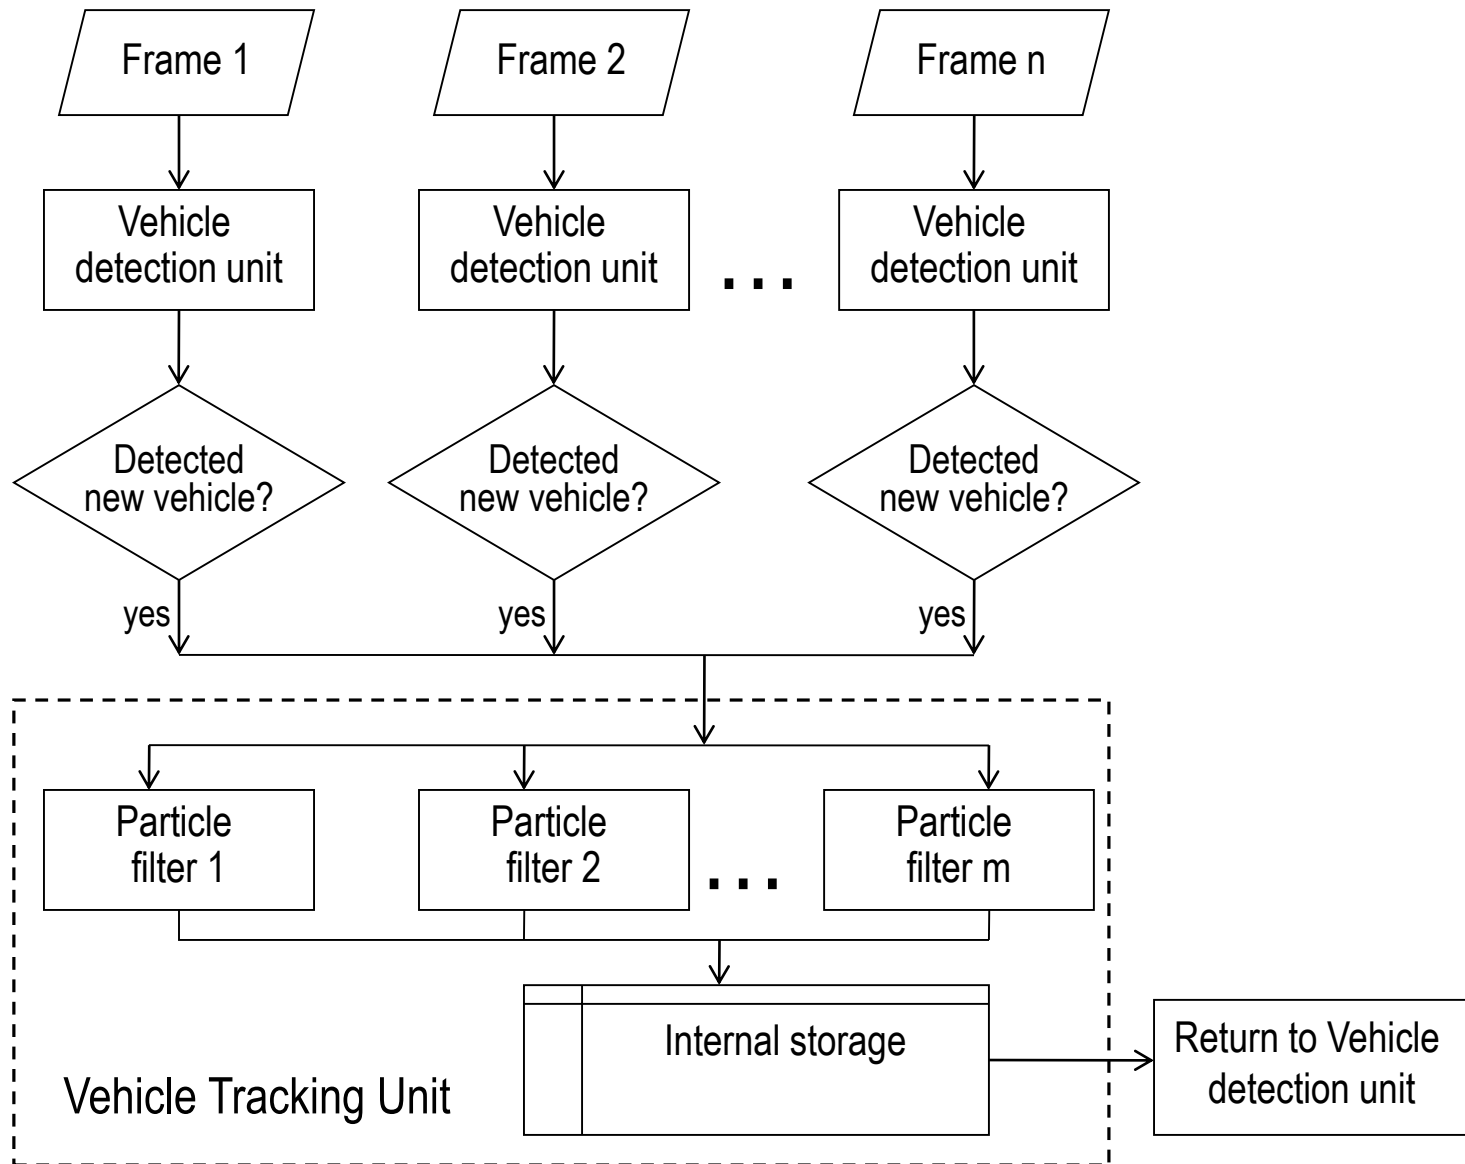 Frame 1
Frame 2
Frame n
Vehicle
detection unit
Vehicle
detection unit
...
Vehicle
detection unit
Detected
new vehicle?
Detected
new vehicle?
Detected
new vehicle?
yes
yes
yes
Particle
filter 1
Particle
filter 2
...
Particle
filter m
Internal storage
Vehicle Tracking Unit
Return to Vehicle
detection unit